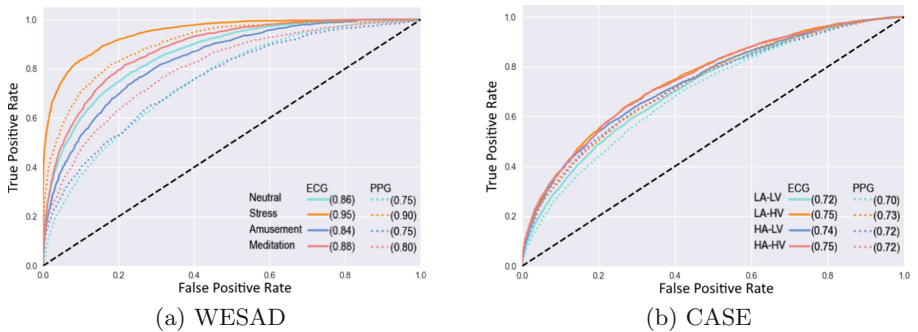 True Positive Rate
1.0
0.8
0.6
0.4
0.2
0.0
ECG PPG
Neutral (0.86) (0.75)
Stress (0.95) (0.90)
Amusement (0.84) (0.75)
Meditation (0.88) (0.80)
0.0 0.2 0.4 0.6 0.8 1.0
False Positive Rate
(a) WESAD
True Positive Rate
1.0
0.8
0.6
0.4
0.2
0.0
ECG PPG
LA-LV (0.72) (0.70)
LA-HV (0.75) (0.73)
HA-LV (0.74) (0.72)
HA-HV (0.75) (0.72)
0.0 0.2 0.4 0.6 0.8 1.0
False Positive Rate
(b) CASE